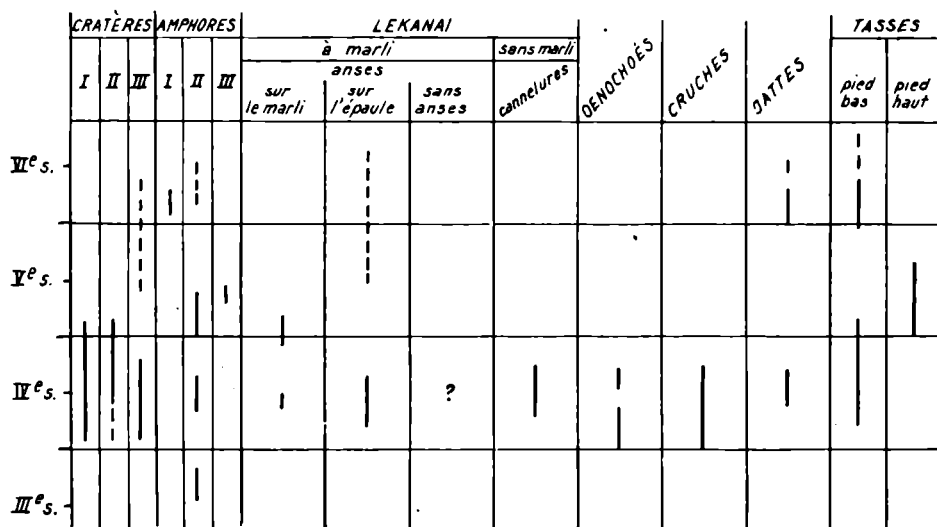 CRATÈRES AMPHORES LEKANAI TASSES
à marli sans marli
anses
I II III I II III sur le marli sur l'épaule sans anses cannelures OENOCHOÉS CRUCHES JATTES pied bas pied haut
VIe s.
Ve s.
IVe s. ?
IIIe s.